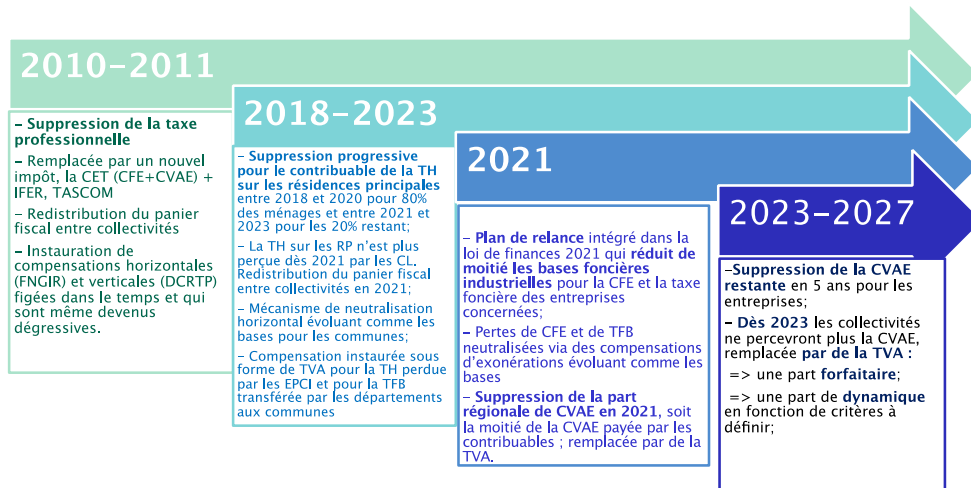 2010-2011
– Suppression de la taxe
professionnelle
– Remplacée par un nouvel
impôt, la CET (CFE+CVAE) +
IFER, TASCOM
– Redistribution du panier
fiscal entre collectivités
– Instauration de
compensations horizontales
(FNGIR) et verticales (DCRTP)
figées dans le temps et qui
sont même devenus
dégressives.
2018-2023
– Suppression progressive
pour le contribuable de la TH
sur les résidences principales
entre 2018 et 2020 pour 80%
des ménages et entre 2021 et
2023 pour les 20% restant;
– La TH sur les RP n'est plus
perçue dès 2021 par les CL.
Redistribution du panier fiscal
entre collectivités en 2021;
– Mécanisme de neutralisation
horizontal évoluant comme les
bases pour les communes;
– Compensation instaurée sous
forme de TVA pour la TH perdue
par les EPCI et pour la TFB
transférée par les départements
aux communes
2021
– Plan de relance intégré dans la
loi de finances 2021 qui réduit de
moitié les bases foncières
industrielles pour la CFE et la taxe
foncière des entreprises
concernées;
– Pertes de CFE et de TFB
neutralisées via des compensations
d'exonérations évoluant comme les
bases
– Suppression de la part
régionale de CVAE en 2021, soit
la moitié de la CVAE payée par les
contribuables ; remplacée par de la
TVA.
2023-2027
–Suppression de la CVAE
restante en 5 ans pour les
entreprises;
– Dès 2023 les collectivités
ne percevront plus la CVAE,
remplacée par de la TVA :
=> une part forfaitaire;
=> une part de dynamique
en fonction de critères à
définir;